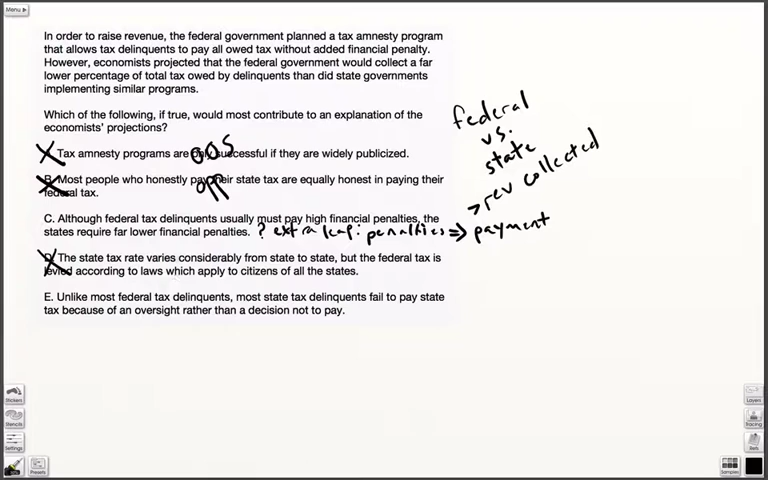 Menu
In order to raise revenue, the federal government planned a tax amnesty program
that allows tax delinquents to pay all owed tax without added financial penalty.
However, economists projected that the federal government would collect a far
lower percentage of total tax owed by delinquents than did state governments
implementing similar programs.
Which of the following, if true, would most contribute to an explanation of the
economists' projections?
Tax amnesty programs are only successful if they are widely publicized.
OOS
B. Most people who honestly pay their state tax are equally honest in paying their
federal tax.
opp
C. Although federal tax delinquents usually must pay high financial penalties, the
states require far lower financial penalties.
? extra leap: penalties => payment
D. The state tax rate varies considerably from state to state, but the federal tax is
levied according to laws which apply to citizens of all the states.
E. Unlike most federal tax delinquents, most state tax delinquents fail to pay state
tax because of an oversight rather than a decision not to pay.
federal
vs.
state
> rev collected
Stickers
Stencils
Settings
Presets
Layers
Tracing
Refs
Samples